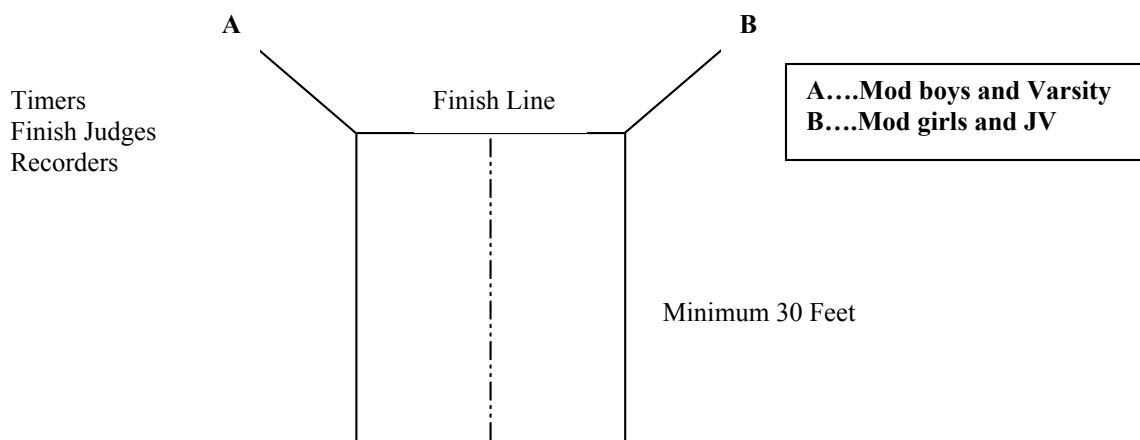 A
B
Timers
Finish Judges
Recorders
Finish Line
A….Mod boys and Varsity
B….Mod girls and JV
Minimum 30 Feet